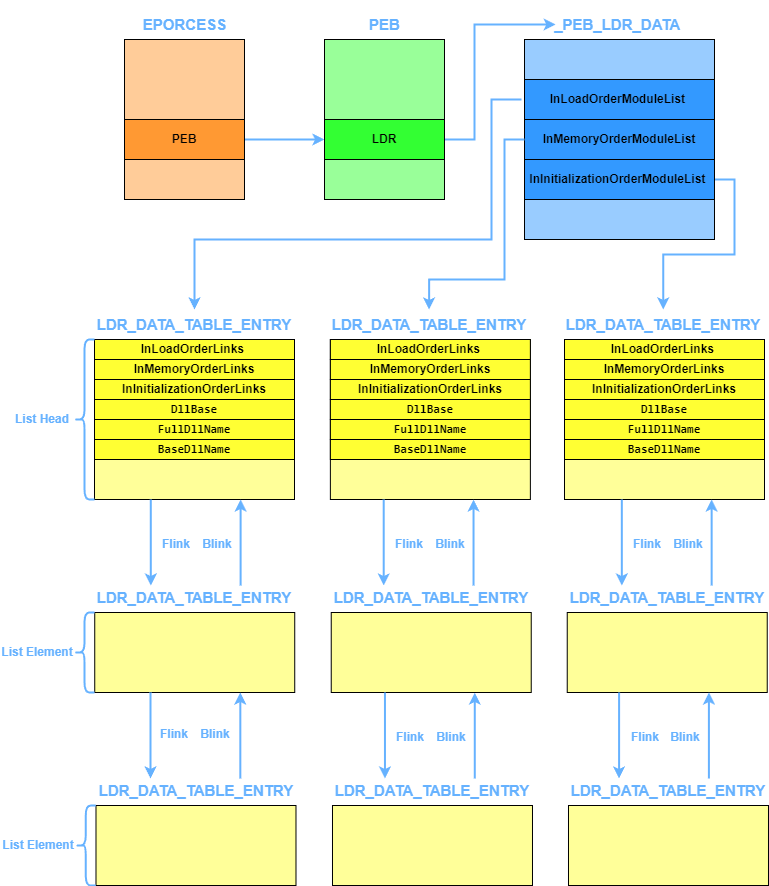 EPORCESS
PEB
_PEB_LDR_DATA
InLoadOrderModuleList
PEB
LDR
InMemoryOrderModuleList
InInitializationOrderModuleList
LDR_DATA_TABLE_ENTRY
LDR_DATA_TABLE_ENTRY
LDR_DATA_TABLE_ENTRY
InLoadOrderLinks
InLoadOrderLinks
InLoadOrderLinks
InMemoryOrderLinks
InMemoryOrderLinks
InMemoryOrderLinks
InInitializationOrderLinks
InInitializationOrderLinks
InInitializationOrderLinks
List Head
DllBase
DllBase
DllBase
FullDllName
FullDllName
FullDllName
BaseDllName
BaseDllName
BaseDllName
Flink Blink
Flink Blink
Flink Blink
LDR_DATA_TABLE_ENTRY
LDR_DATA_TABLE_ENTRY
LDR_DATA_TABLE_ENTRY
List Element
Flink Blink
Flink Blink
Flink Blink
LDR_DATA_TABLE_ENTRY
LDR_DATA_TABLE_ENTRY
LDR_DATA_TABLE_ENTRY
List Element